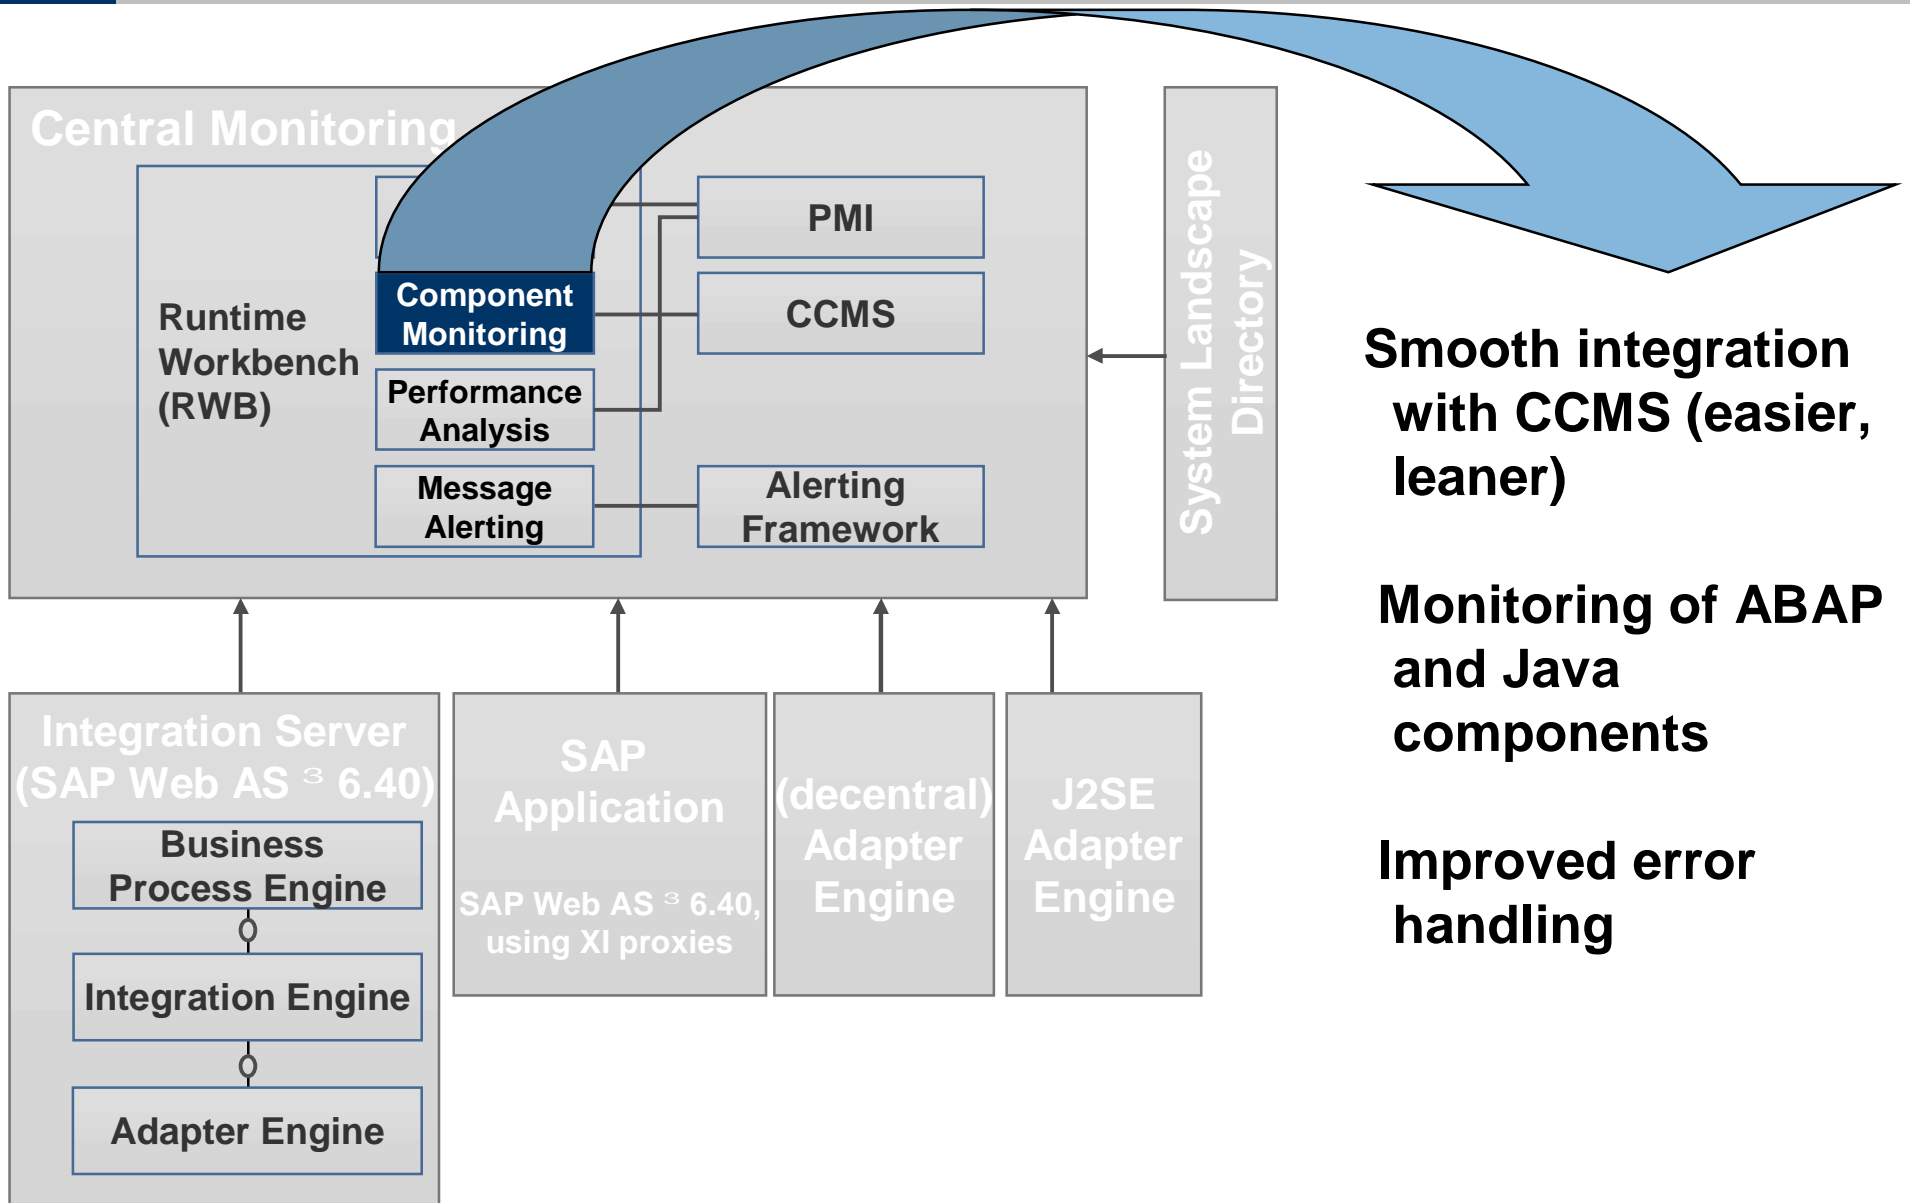 Central Monitoring
Runtime
Workbench
(RWB)
Component
Monitoring
Performance
Analysis
Message
Alerting
PMI
CCMS
Alerting
Framework
System Landscape
Directory
Integration Server
(SAP Web AS ³ 6.40)
Business
Process Engine
Integration Engine
Adapter Engine
SAP
Application
SAP Web AS ³ 6.40,
using XI proxies
(decentral)
Adapter
Engine
J2SE
Adapter
Engine
Smooth integration
with CCMS (easier,
leaner)
Monitoring of ABAP
and Java
components
Improved error
handling